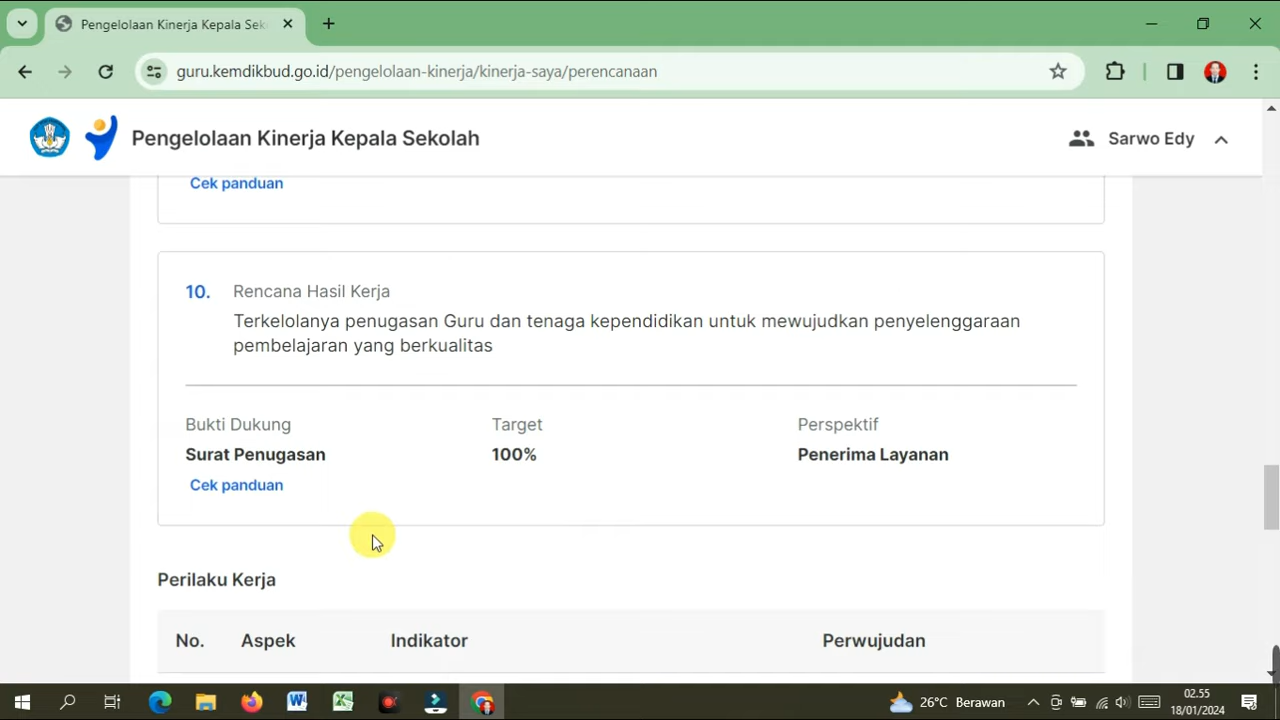 Pengelolaan Kinerja Kepala Sek
guru.kemdikbud.go.id/pengelolaan-kinerja/kinerja-saya/perencanaan
Pengelolaan Kinerja Kepala Sekolah
Sarwo Edy
Cek panduan
10. Rencana Hasil Kerja
Terkelolanya penugasan Guru dan tenaga kependidikan untuk mewujudkan penyelenggaraan
pembelajaran yang berkualitas
Bukti Dukung Target Perspektif
Surat Penugasan 100% Penerima Layanan
Cek panduan
Perilaku Kerja
No. Aspek Indikator Perwujudan
26°C Berawan
02.55
18/01/2024